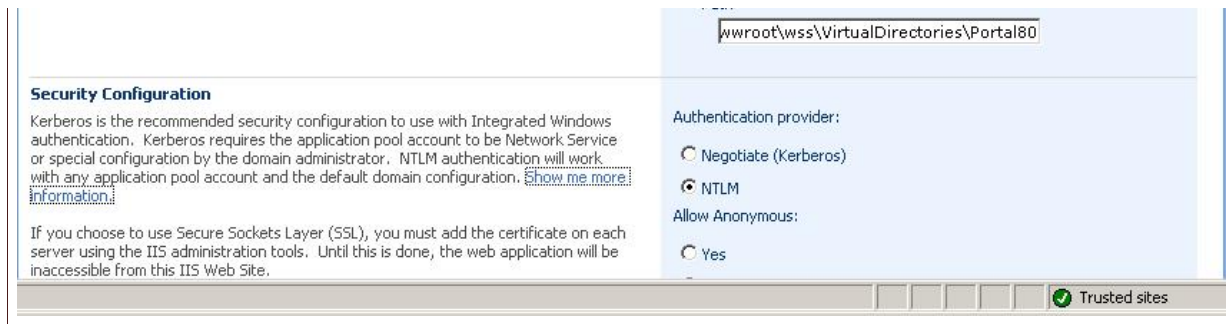 wwroot\wss\VirtualDirectories\Portal80
Security Configuration
Kerberos is the recommended security configuration to use with Integrated Windows
authentication. Kerberos requires the application pool account to be Network Service
or special configuration by the domain administrator. NTLM authentication will work
with any application pool account and the default domain configuration. Show me more
information.
If you choose to use Secure Sockets Layer (SSL), you must add the certificate on each
server using the IIS administration tools. Until this is done, the web application will be
inaccessible from this IIS Web Site.
Authentication provider:
Negotiate (Kerberos)
NTLM
Allow Anonymous:
Yes
Trusted sites